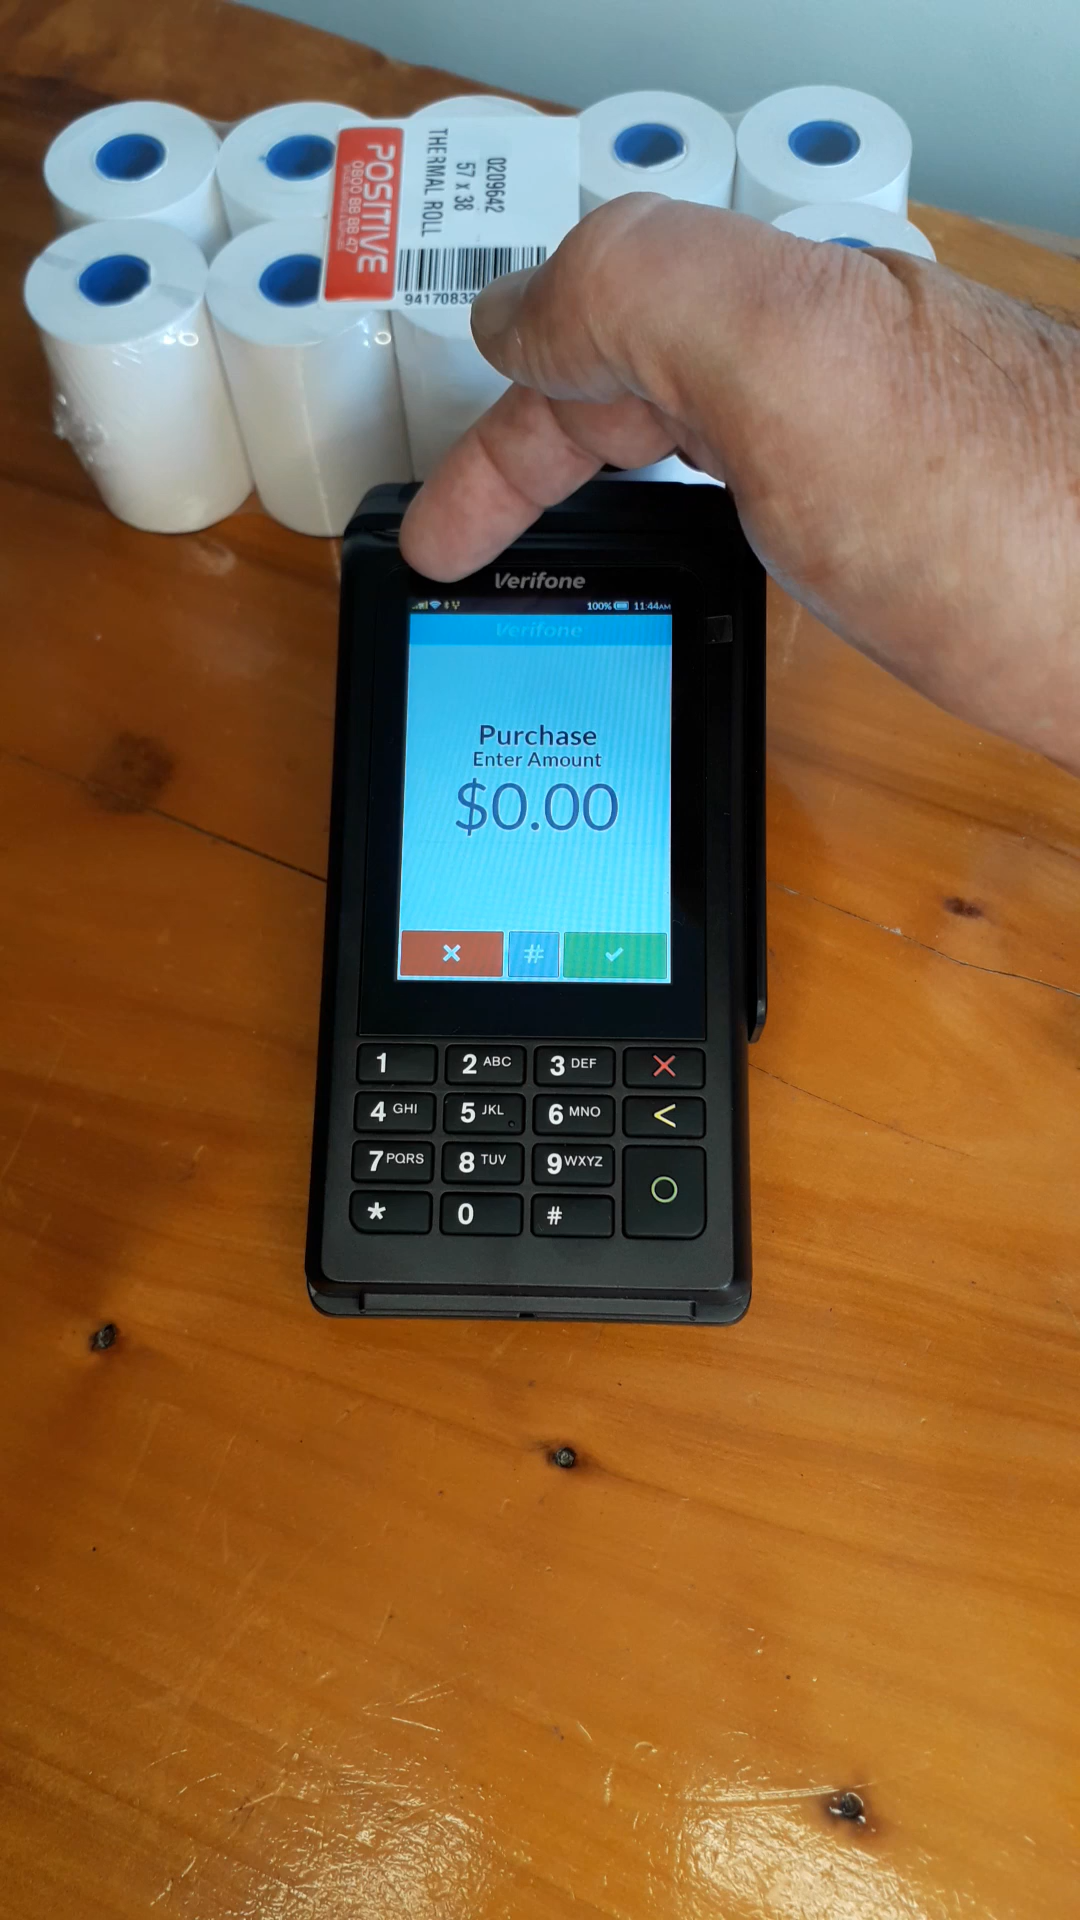 POSITIVE
0800 88 88 47
THERMAL ROLL
57 x 38
0209642
94170832
Verifone
100% 11:44AM
Verifone
Purchase
Enter Amount
$0.00
#
1
2 ABC
3 DEF
4 GHI
5 JKL
6 MNO
<
7 PQRS
8 TUV
9 WXYZ
*
0
#